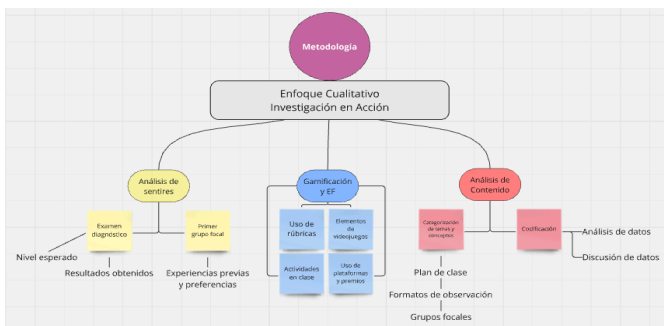 Metodología
Enfoque Cualitativo
Investigación en Acción
Análisis de
sentires
Gamificación
y EF
Análisis de
Contenido
Examen
diagnóstico
Primer
grupo focal
Uso de
rúbricas
Elementos
de
videojuegos
Categorización
de temas y
conceptos
Codificación
Nivel esperado
Resultados obtenidos
Experiencias previas
y preferencias
Actividades
en clase
Uso de
plataformas
y premios
Análisis de datos
Discusión de datos
Plan de clase
Formatos de observación
Grupos focales